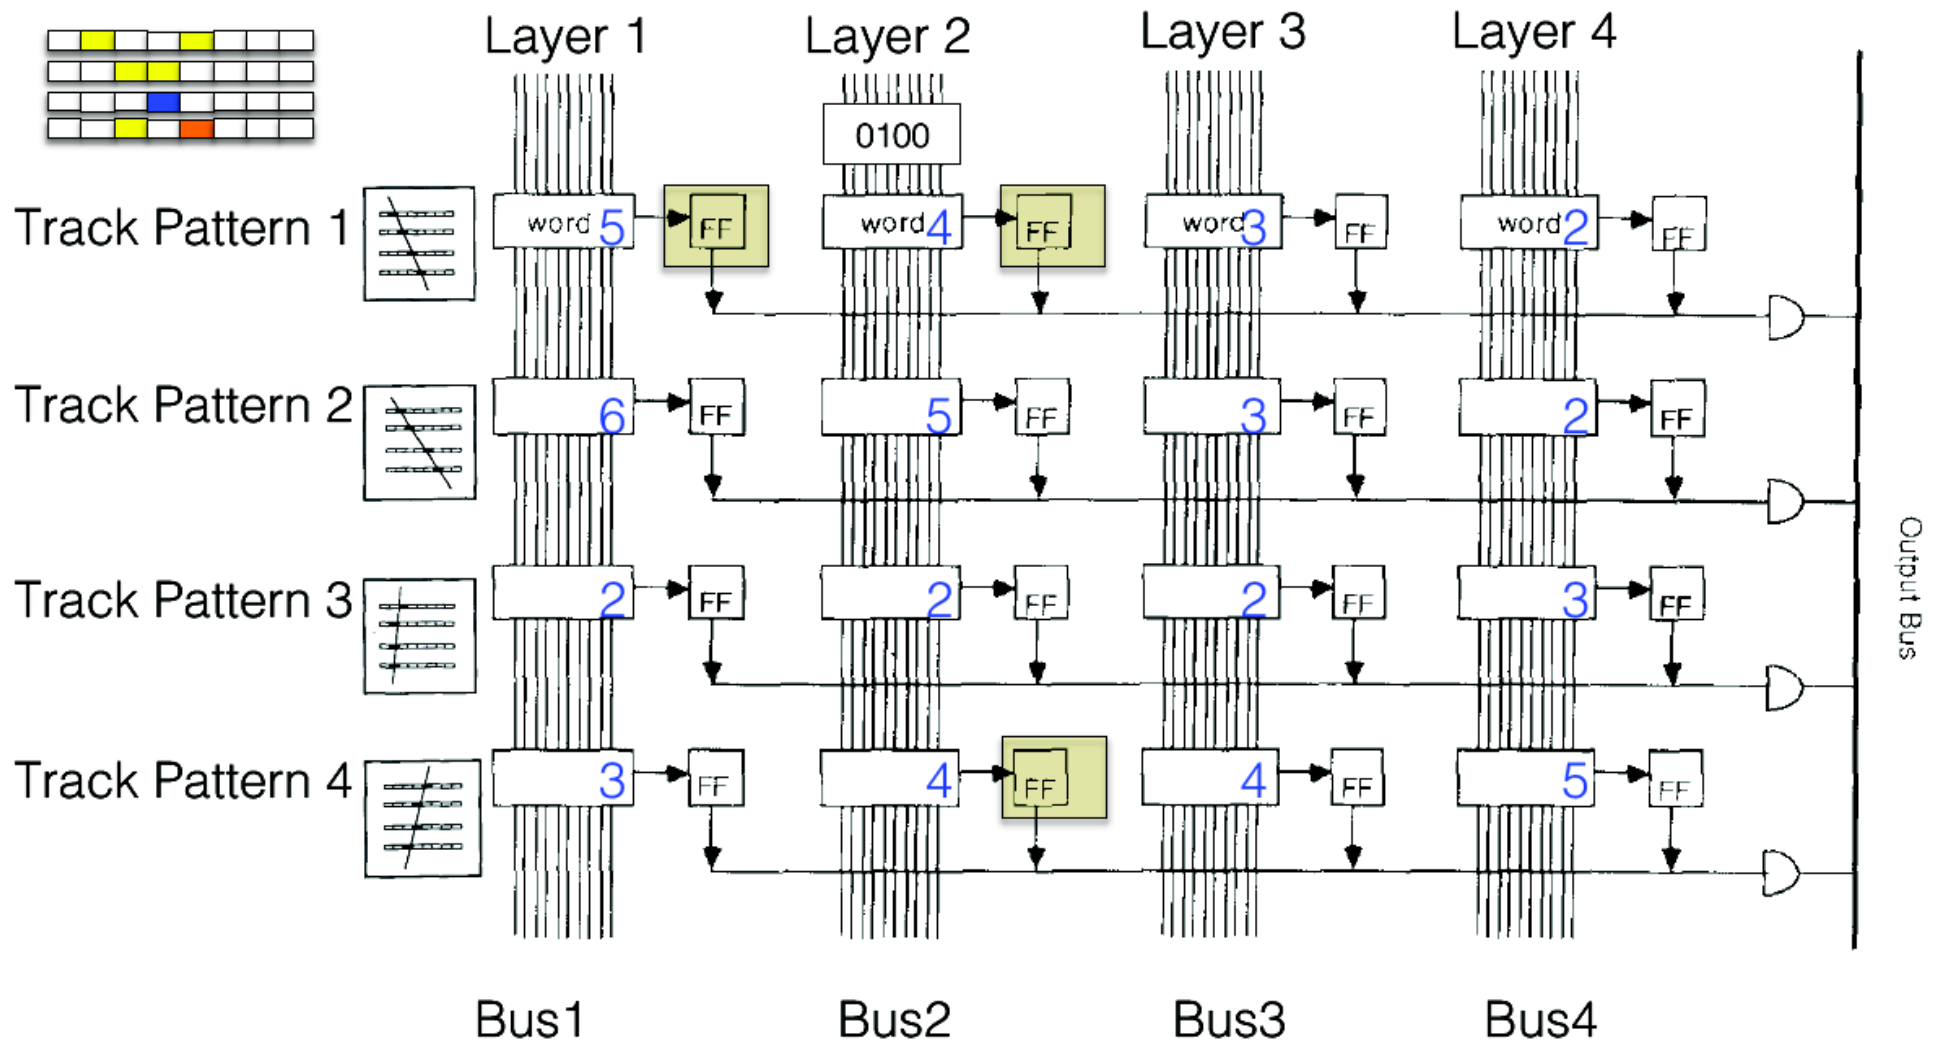 Layer 1 Layer 2 Layer 3 Layer 4
0100
Track Pattern 1 word 5 FF word 4 FF word 3 FF word 2 FF
Track Pattern 2 6 FF 5 FF 3 FF 2 FF
Track Pattern 3 2 FF 2 FF 2 FF 3 FF
Track Pattern 4 3 FF 4 FF 4 FF 5 FF
Output Bus
Bus1 Bus2 Bus3 Bus4